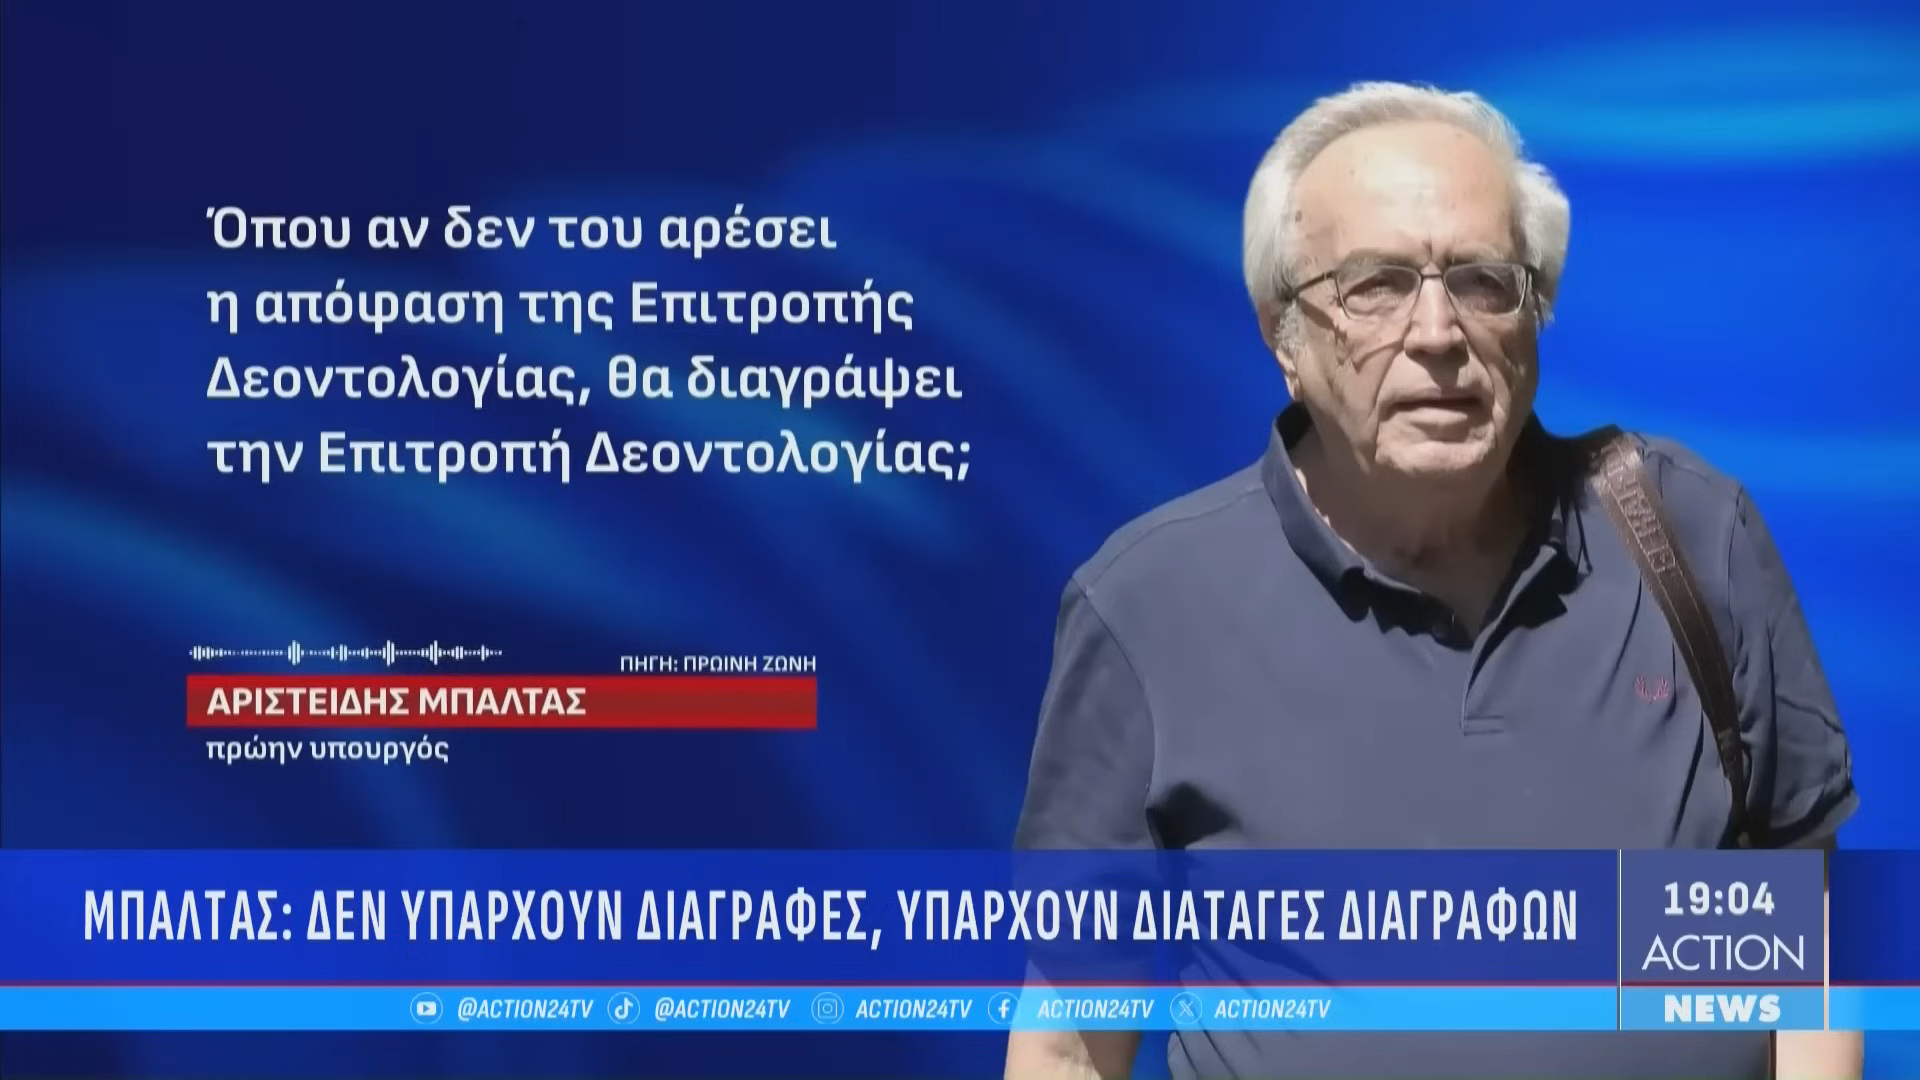 Όπου αν δεν του αρέσει
η απόφαση της Επιτροπής
Δεοντολογίας, θα διαγράψει
την Επιτροπή Δεοντολογίας;
ΠΗΓΗ: ΠΡΩΙΝΗ ΖΩΝΗ
ΑΡΙΣΤΕΙΔΗΣ ΜΠΑΛΤΑΣ
πρώην υπουργός
ΜΠΑΛΤΑΣ: ΔΕΝ ΥΠΑΡΧΟΥΝ ΔΙΑΓΡΑΦΕΣ, ΥΠΑΡΧΟΥΝ ΔΙΑΤΑΓΕΣ ΔΙΑΓΡΑΦΩΝ
19:04
ACTION
NEWS
@ACTION24TV @ACTION24TV ACTION24TV ACTION24TV ACTION24TV